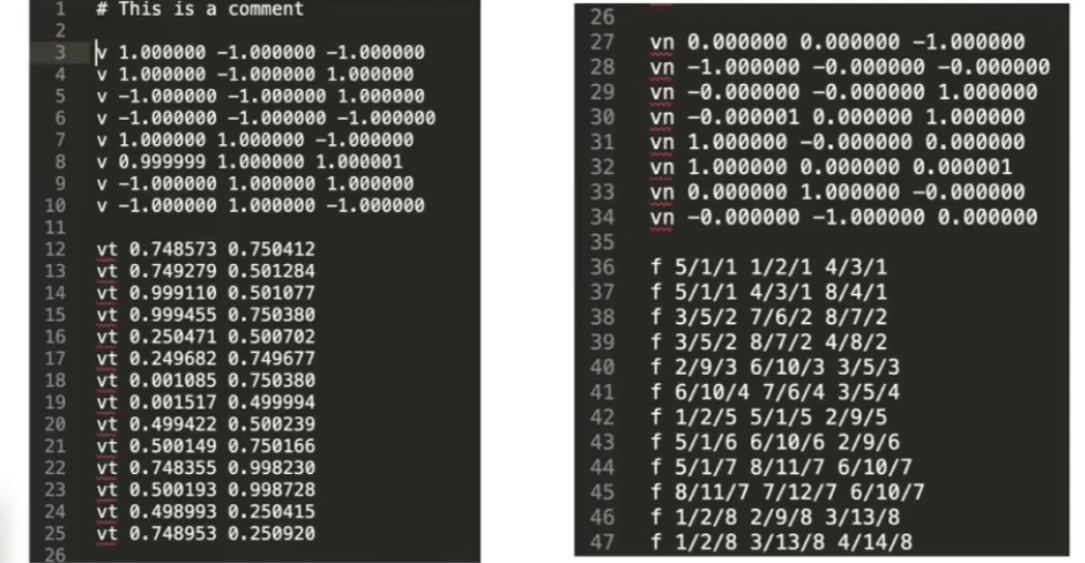 1 # This is a comment
2
3 v 1.000000 -1.000000 -1.000000
4 v 1.000000 -1.000000 1.000000
5 v -1.000000 -1.000000 1.000000
6 v -1.000000 -1.000000 -1.000000
7 v 1.000000 1.000000 -1.000000
8 v 0.999999 1.000000 1.000001
9 v -1.000000 1.000000 1.000000
10 v -1.000000 1.000000 -1.000000
11
12 vt 0.748573 0.750412
13 vt 0.749279 0.501284
14 vt 0.999110 0.501077
15 vt 0.999455 0.750380
16 vt 0.250471 0.500702
17 vt 0.249682 0.749677
18 vt 0.001085 0.750380
19 vt 0.001517 0.499994
20 vt 0.499422 0.500239
21 vt 0.500149 0.750166
22 vt 0.748355 0.998230
23 vt 0.500193 0.998728
24 vt 0.498993 0.250415
25 vt 0.748953 0.250920
26
26
27 vn 0.000000 0.000000 -1.000000
28 vn -1.000000 -0.000000 -0.000000
29 vn -0.000000 -0.000000 1.000000
30 vn -0.000001 0.000000 1.000000
31 vn 1.000000 -0.000000 0.000000
32 vn 1.000000 0.000000 0.000001
33 vn 0.000000 1.000000 -0.000000
34 vn -0.000000 -1.000000 0.000000
35
36 f 5/1/1 1/2/1 4/3/1
37 f 5/1/1 4/3/1 8/4/1
38 f 3/5/2 7/6/2 8/7/2
39 f 3/5/2 8/7/2 4/8/2
40 f 2/9/3 6/10/3 3/5/3
41 f 6/10/4 7/6/4 3/5/4
42 f 1/2/5 5/1/5 2/9/5
43 f 5/1/6 6/10/6 2/9/6
44 f 5/1/7 8/11/7 6/10/7
45 f 8/11/7 7/12/7 6/10/7
46 f 1/2/8 2/9/8 3/13/8
47 f 1/2/8 3/13/8 4/14/8